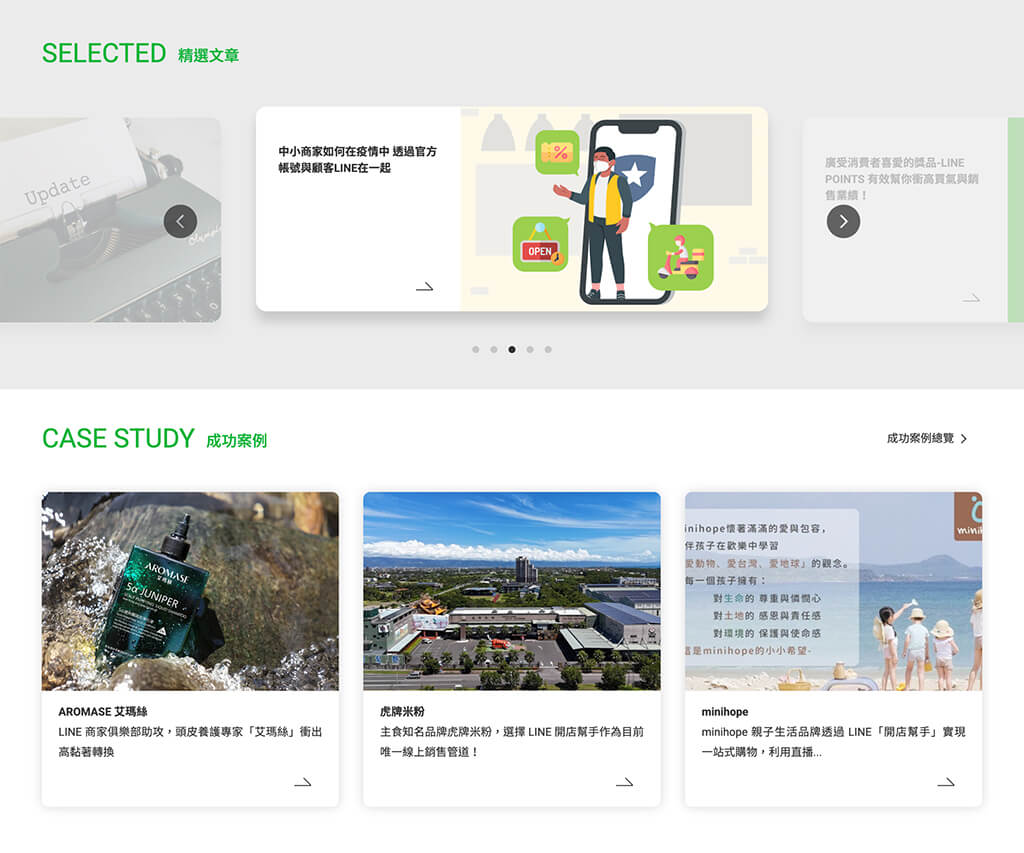 SELECTED 精選文章
Update
中小商家如何在疫情中 透過官方
帳號與顧客LINE在一起
OPEN
廣受消費者喜愛的獎品-LINE
POINTS 有效幫你衝高買氣與銷
售業績！
CASE STUDY 成功案例
成功案例總覽
AROMASE
艾瑪絲
5α JUNIPER
minihope懷著滿滿的愛與包容，
伴孩子在歡樂中學習
愛動物、愛台灣、愛地球」的觀念。
每一個孩子擁有：
對生命的 尊重與憐憫心
對土地的 感恩與責任感
對環境的 保護與使命感
這是minihope的小小希望-
AROMASE 艾瑪絲
LINE 商家俱樂部助攻，頭皮養護專家「艾瑪絲」衝出
高黏著轉換
虎牌米粉
主食知名品牌虎牌米粉，選擇 LINE 開店幫手作為目前
唯一線上銷售管道！
minihope
minihope 親子生活品牌透過 LINE「開店幫手」實現
一站式購物，利用直播...